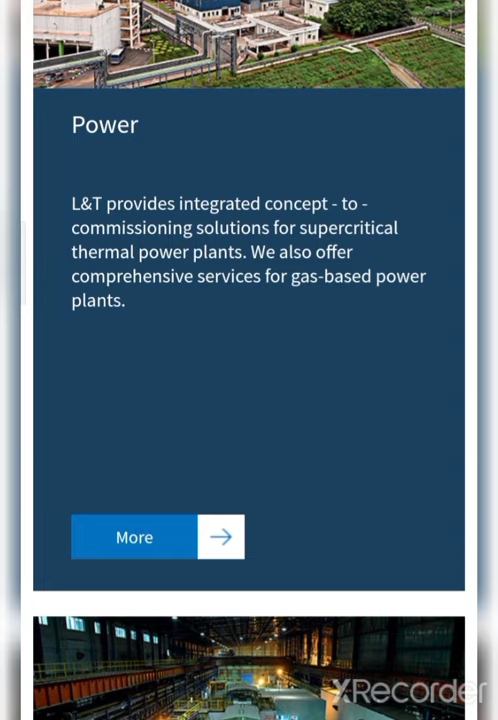 Power
L&T provides integrated concept - to -
commissioning solutions for supercritical
thermal power plants. We also offer
comprehensive services for gas-based power
plants.
More
XRecorder